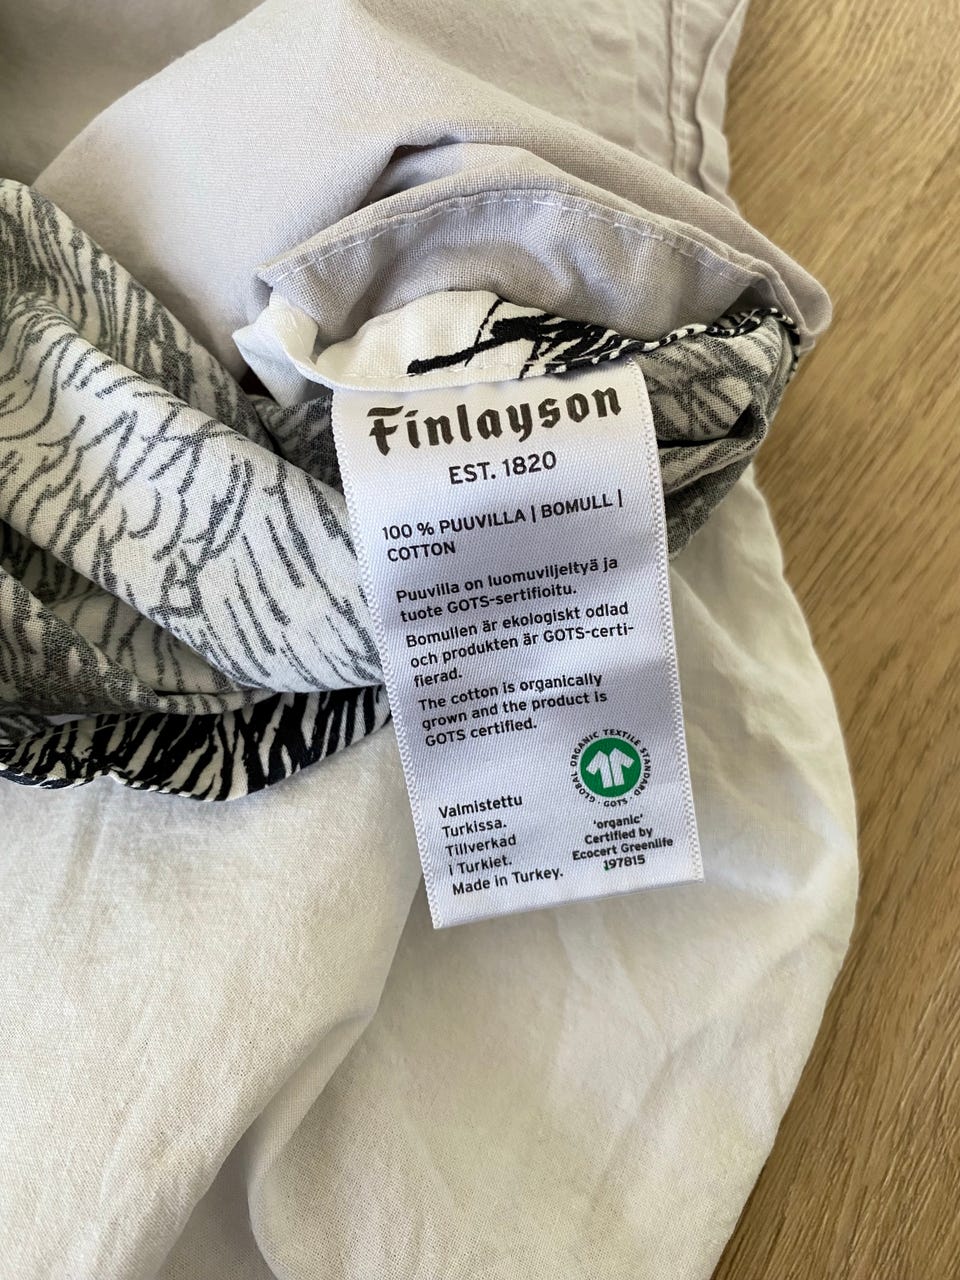 Finlayson
EST. 1820
100 % PUUVILLA | BOMULL |
COTTON
Puuvilla on luomuviljeltyä ja
tuote GOTS-sertifioitu.
Bomullen är ekologiskt odlad
och produkten är GOTS-certi-
fierad.
The cotton is organically
grown and the product is
GOTS certified.
GLOBAL ORGANIC TEXTILE STANDARD
· GOTS ·
Valmistettu
Turkissa.
Tillverkad
i Turkiet.
Made in Turkey.
'organic'
Certified by
Ecocert Greenlife
197815